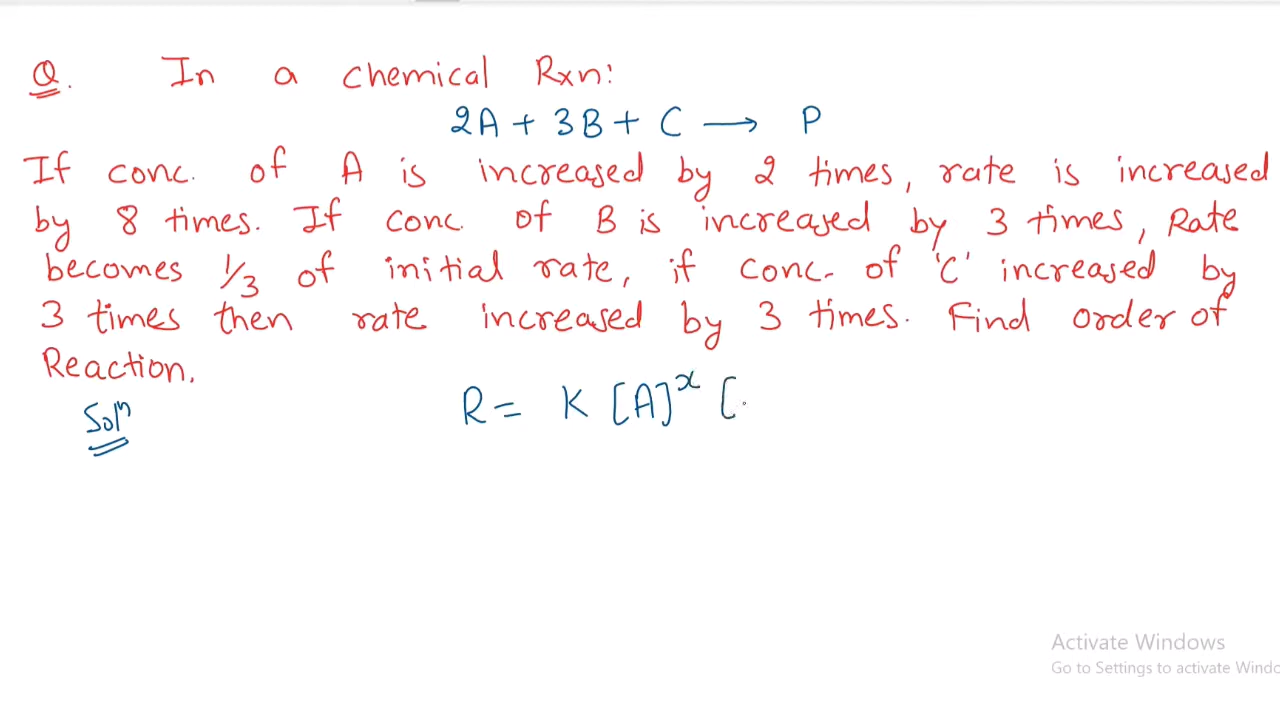 Q. In a chemical Rxn:
2A + 3B + C → P
If conc. of A is increased by 2 times, rate is increased
by 8 times. If conc. of B is increased by 3 times, Rate
becomes 1/3 of initial rate, if conc. of 'C' increased by
3 times then rate increased by 3 times. Find order of
Reaction.
Solⁿ
R = K [A]ˣ [
Activate Windows
Go to Settings to activate Windo